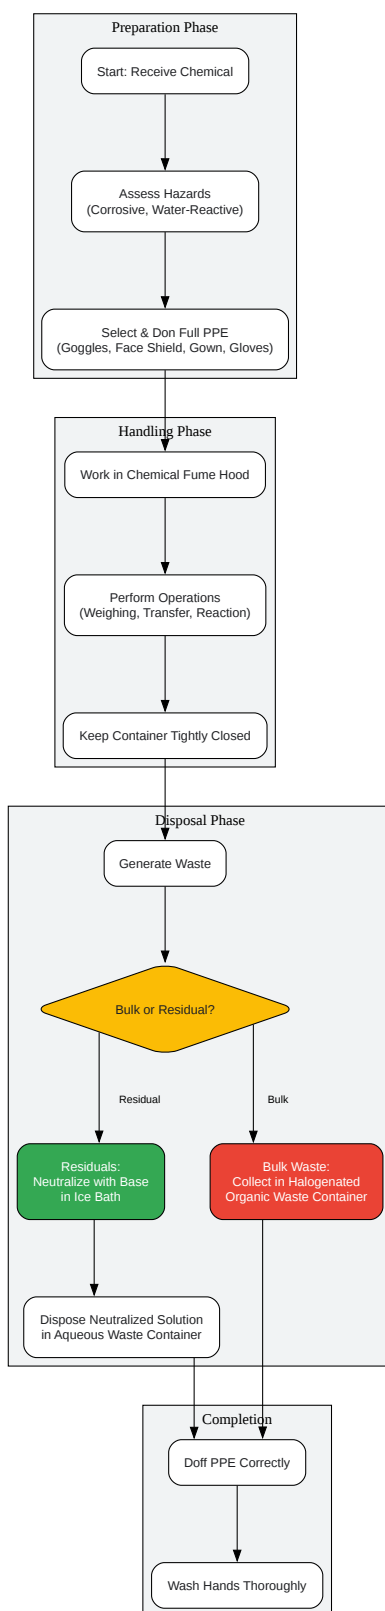 Preparation Phase
Start: Receive Chemical
Assess Hazards
(Corrosive, Water-Reactive)
Select & Don Full PPE
(Goggles, Face Shield, Gown, Gloves)
Handling Phase
Work in Chemical Fume Hood
Perform Operations
(Weighing, Transfer, Reaction)
Keep Container Tightly Closed
Disposal Phase
Generate Waste
Bulk or Residual?
Residual
Bulk
Residuals:
Neutralize with Base
in Ice Bath
Bulk Waste:
Collect in Halogenated
Organic Waste Container
Dispose Neutralized Solution
in Aqueous Waste Container
Completion
Doff PPE Correctly
Wash Hands Thoroughly